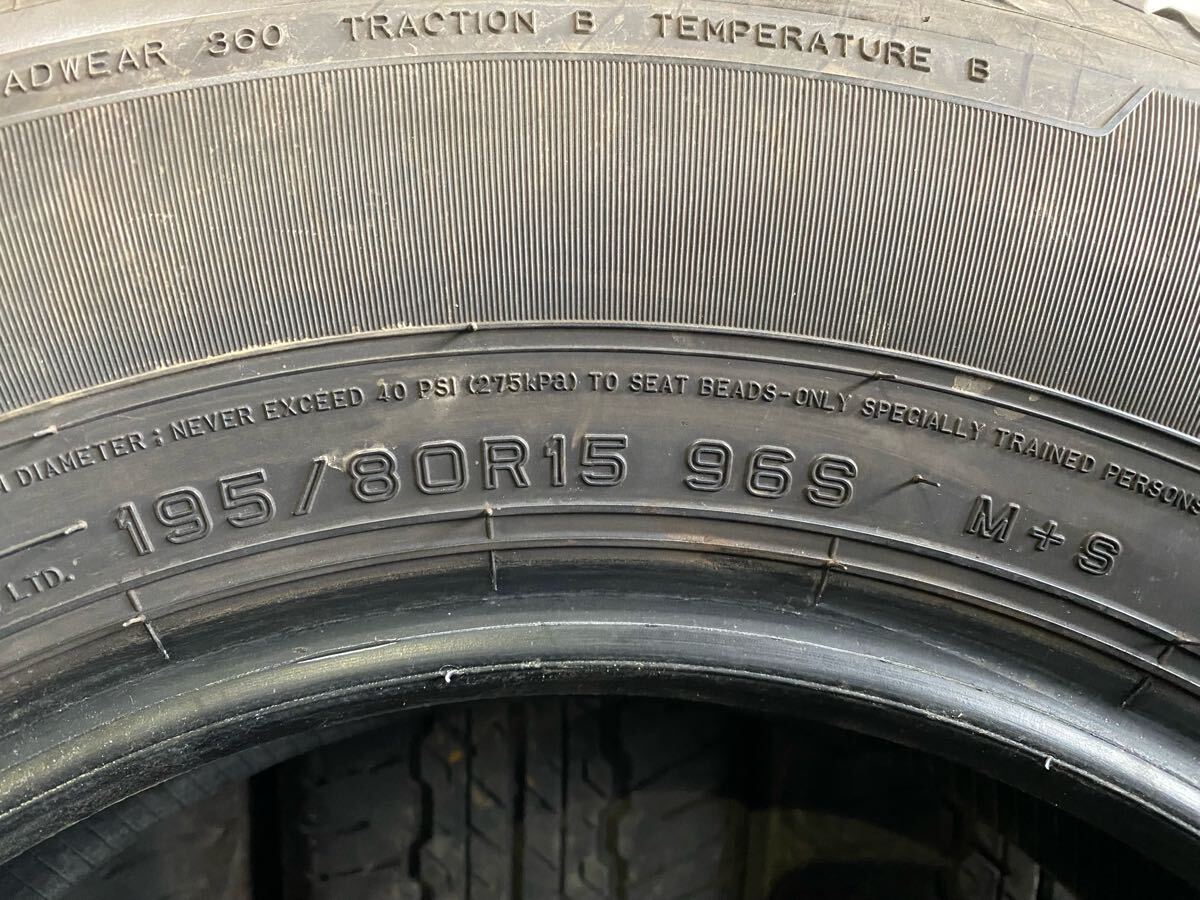 ADWEAR 360 TRACTION B TEMPERATURE B
DIAMETER ; NEVER EXCEED 40 PSI (275kPa) TO SEAT BEADS-ONLY SPECIALLY TRAINED PERSONS
195/80R15 96S M+S
LTD.